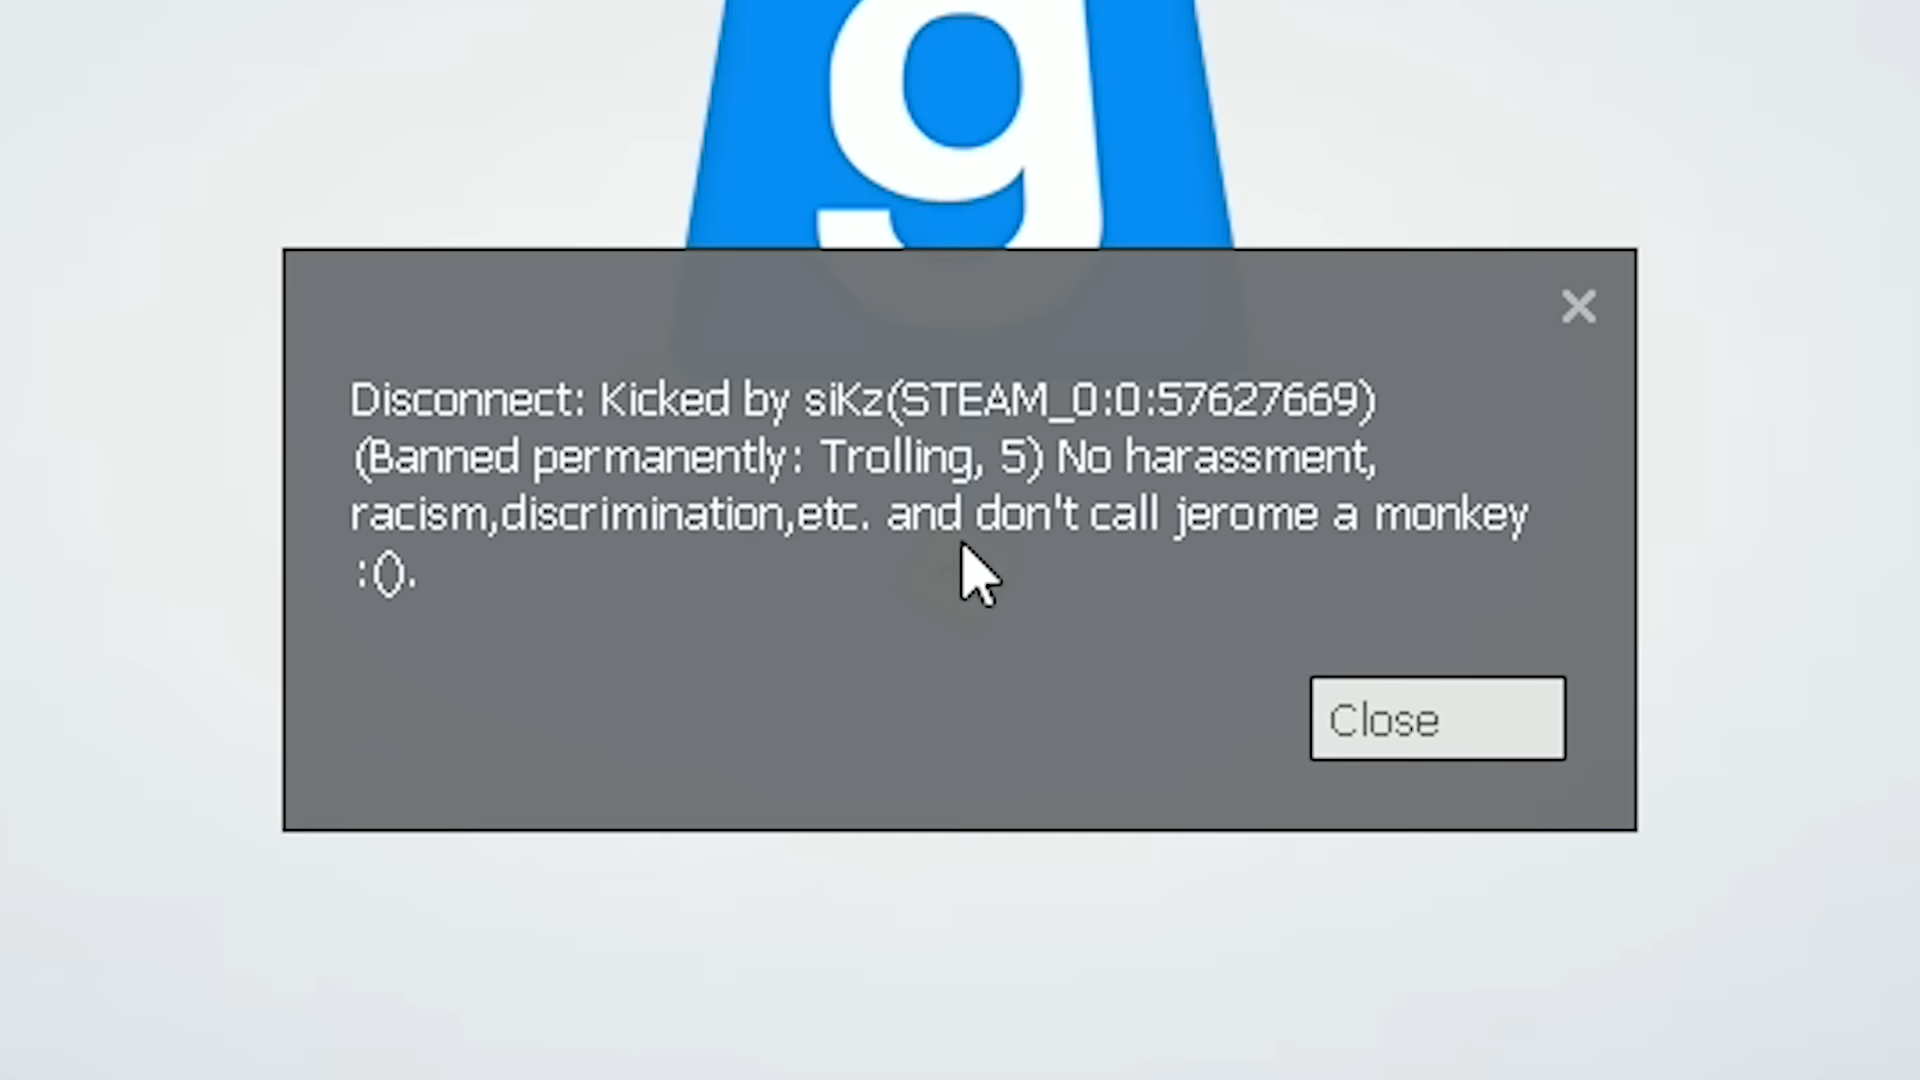 g
Disconnect: Kicked by siKz(STEAM_0:0:57627669)
(Banned permanently: Trolling, 5) No harassment,
racism,discrimination,etc. and don't call jerome a monkey
:().
Close